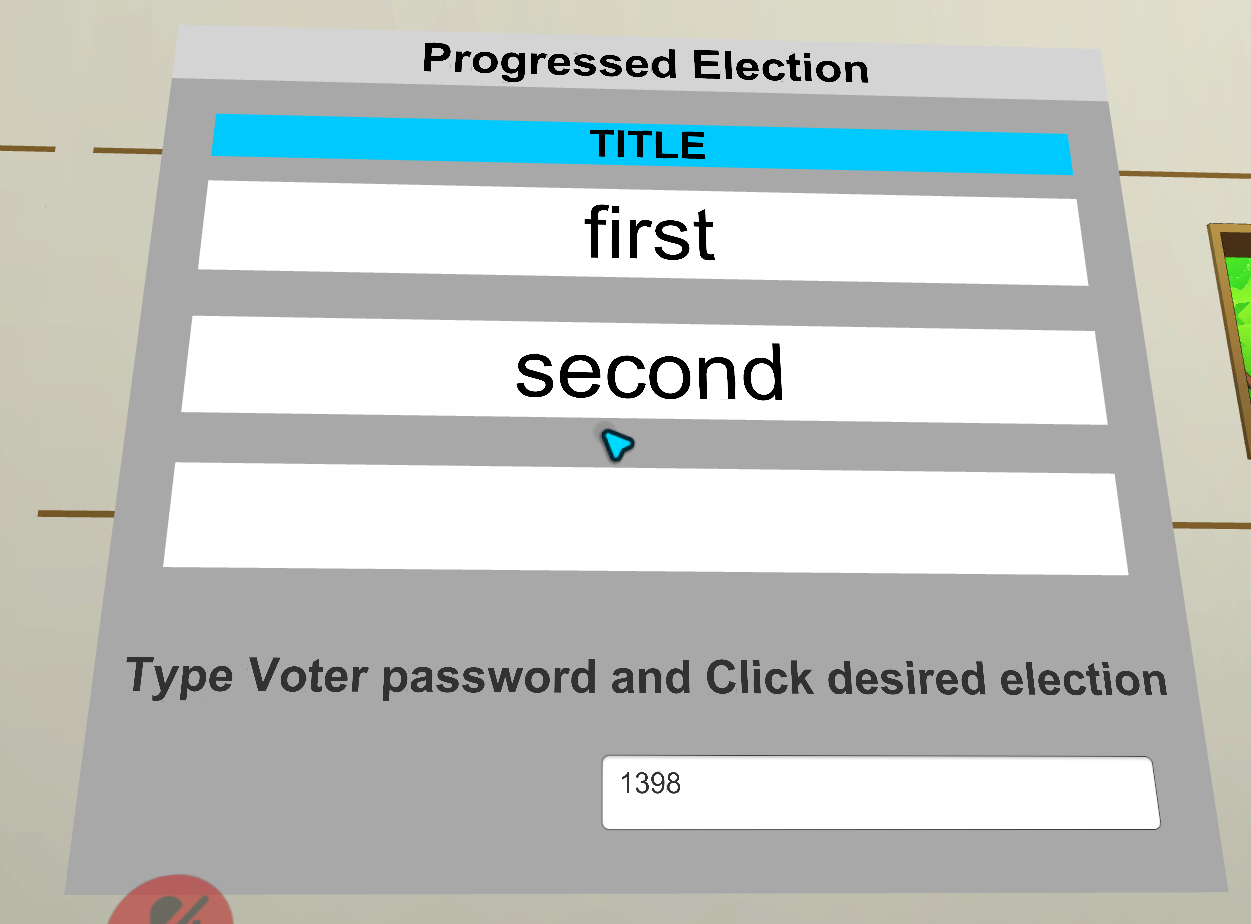 Progressed Election
TITLE
first
second
Type Voter password and Click desired election
1398